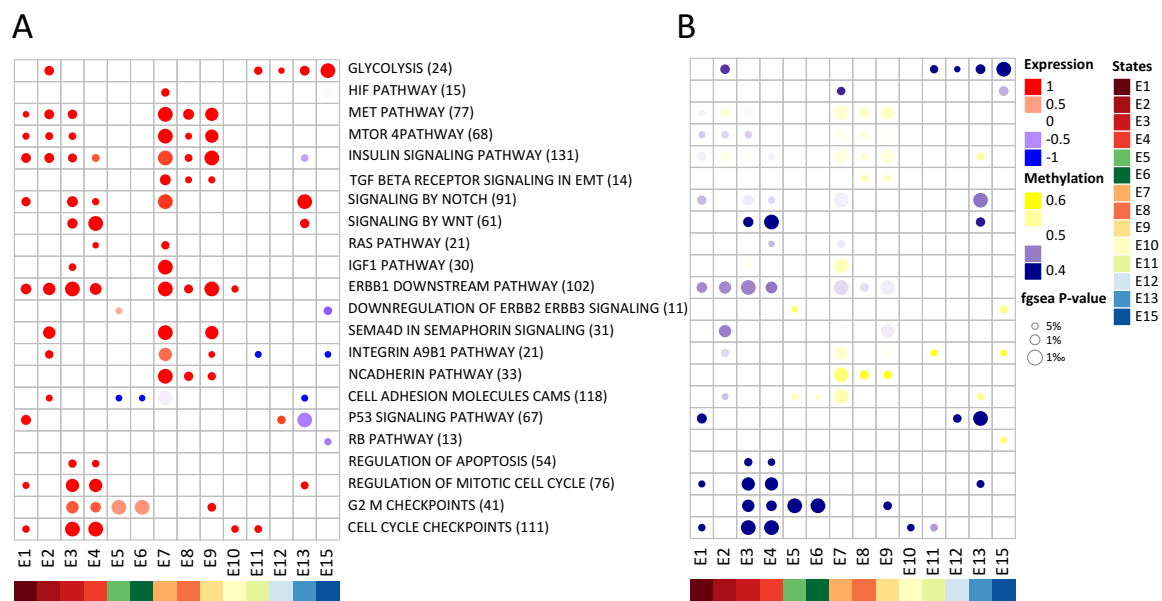 A
B
GLYCOLYSIS (24)
HIF PATHWAY (15)
MET PATHWAY (77)
MTOR 4PATHWAY (68)
INSULIN SIGNALING PATHWAY (131)
TGF BETA RECEPTOR SIGNALING IN EMT (14)
SIGNALING BY NOTCH (91)
SIGNALING BY WNT (61)
RAS PATHWAY (21)
IGF1 PATHWAY (30)
ERBB1 DOWNSTREAM PATHWAY (102)
DOWNREGULATION OF ERBB2 ERBB3 SIGNALING (11)
SEMA4D IN SEMAPHORIN SIGNALING (31)
INTEGRIN A9B1 PATHWAY (21)
NCADHERIN PATHWAY (33)
CELL ADHESION MOLECULES CAMS (118)
P53 SIGNALING PATHWAY (67)
RB PATHWAY (13)
REGULATION OF APOPTOSIS (54)
REGULATION OF MITOTIC CELL CYCLE (76)
G2 M CHECKPOINTS (41)
CELL CYCLE CHECKPOINTS (111)
E1 E2 E3 E4 E5 E6 E7 E8 E9 E10 E11 E12 E13 E15
E1 E2 E3 E4 E5 E6 E7 E8 E9 E10 E11 E12 E13 E15
Expression
1
0.5
0
-0.5
-1
Methylation
0.6
0.5
0.4
fgsea P-value
5%
1%
1‰
States
E1
E2
E3
E4
E5
E6
E7
E8
E9
E10
E11
E12
E13
E15